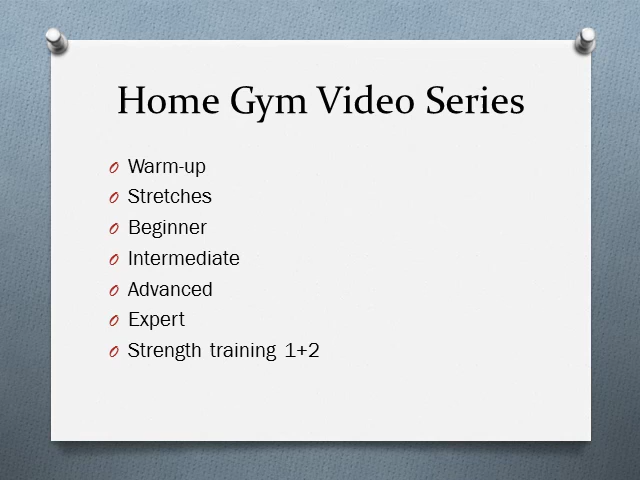 Home Gym Video Series
Warm-up
Stretches
Beginner
Intermediate
Advanced
Expert
Strength training 1+2